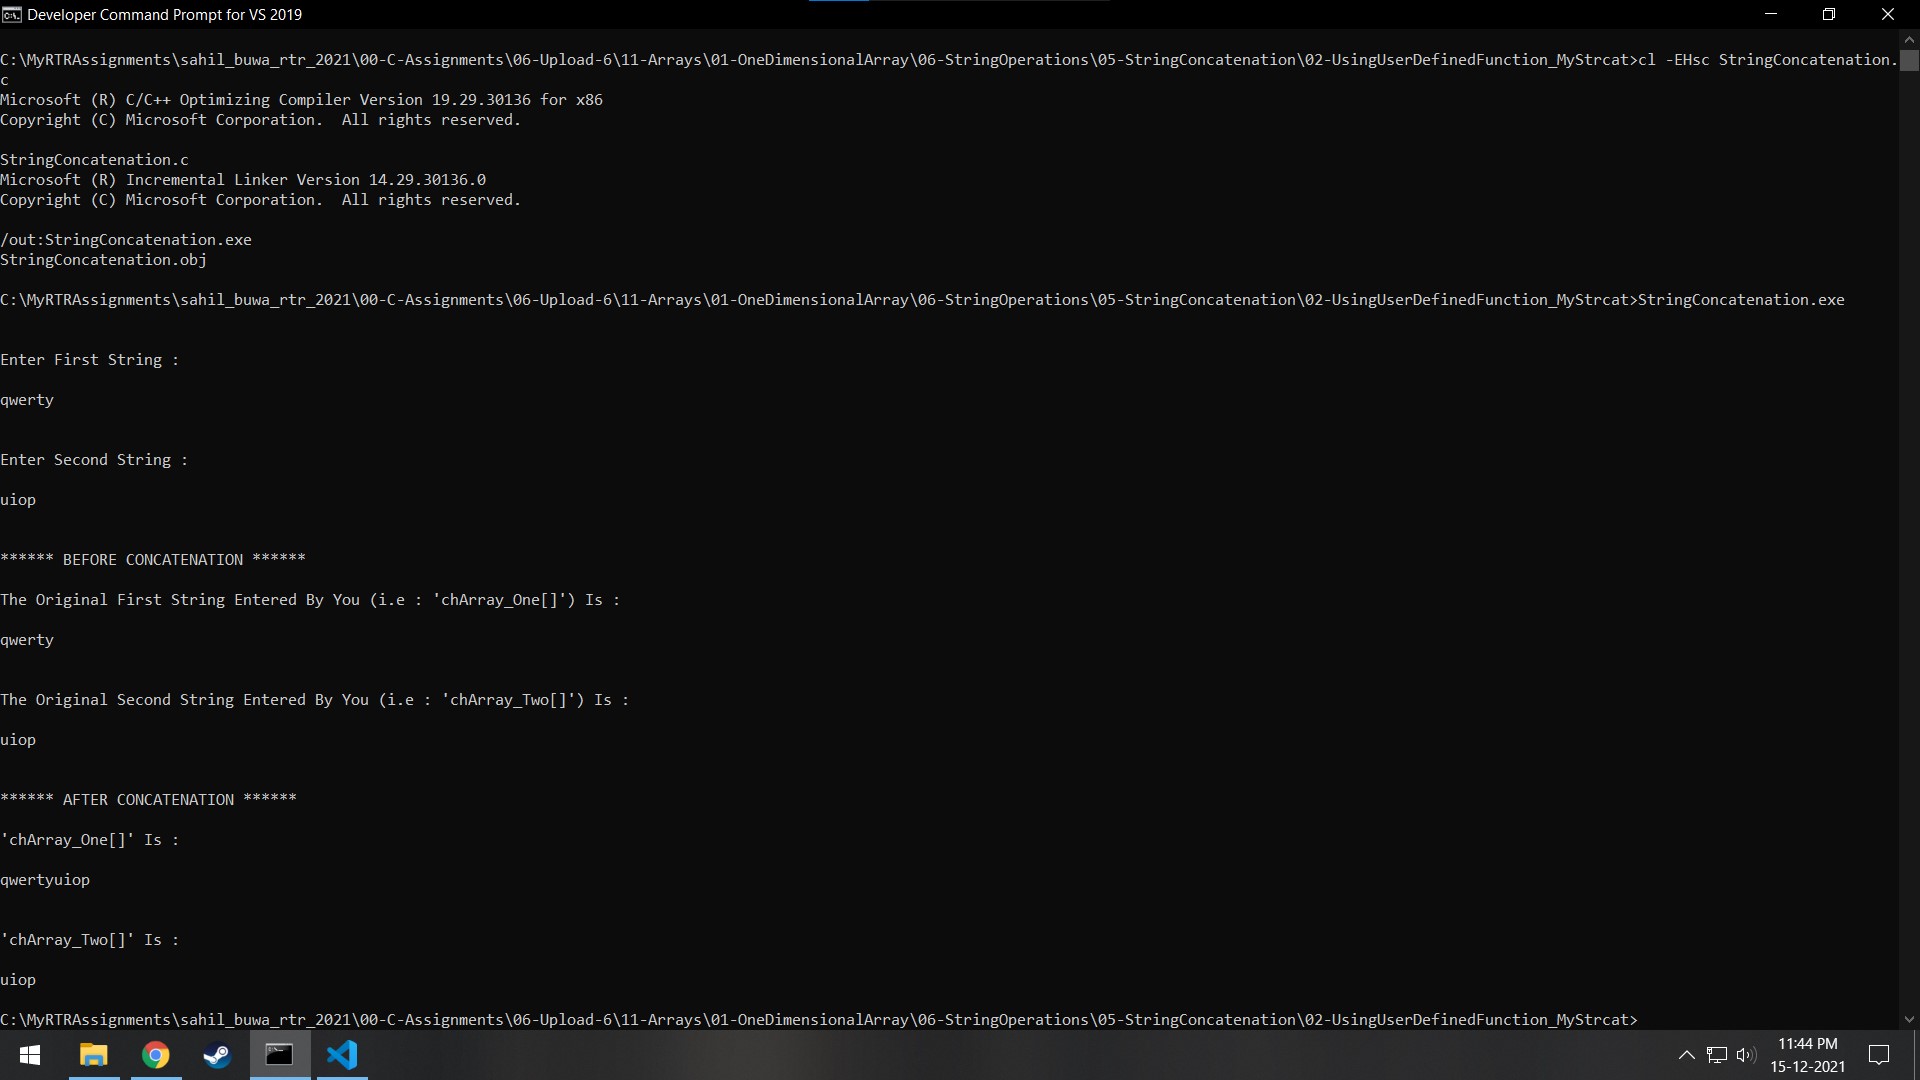 Developer Command Prompt for VS 2019
C:\MyRTRAssignments\sahil_buwa_rtr_2021\00-C-Assignments\06-Upload-6\11-Arrays\01-OneDimensionalArray\06-StringOperations\05-StringConcatenation\02-UsingUserDefinedFunction_MyStrcat>cl -EHsc StringConcatenation.
c
Microsoft (R) C/C++ Optimizing Compiler Version 19.29.30136 for x86
Copyright (C) Microsoft Corporation.  All rights reserved.
StringConcatenation.c
Microsoft (R) Incremental Linker Version 14.29.30136.0
Copyright (C) Microsoft Corporation.  All rights reserved.
/out:StringConcatenation.exe
StringConcatenation.obj
C:\MyRTRAssignments\sahil_buwa_rtr_2021\00-C-Assignments\06-Upload-6\11-Arrays\01-OneDimensionalArray\06-StringOperations\05-StringConcatenation\02-UsingUserDefinedFunction_MyStrcat>StringConcatenation.exe
Enter First String :
qwerty
Enter Second String :
uiop
****** BEFORE CONCATENATION ******
The Original First String Entered By You (i.e : 'chArray_One[]') Is :
qwerty
The Original Second String Entered By You (i.e : 'chArray_Two[]') Is :
uiop
****** AFTER CONCATENATION ******
'chArray_One[]' Is :
qwertyuiop
'chArray_Two[]' Is :
uiop
C:\MyRTRAssignments\sahil_buwa_rtr_2021\00-C-Assignments\06-Upload-6\11-Arrays\01-OneDimensionalArray\06-StringOperations\05-StringConcatenation\02-UsingUserDefinedFunction_MyStrcat>
11:44 PM
15-12-2021